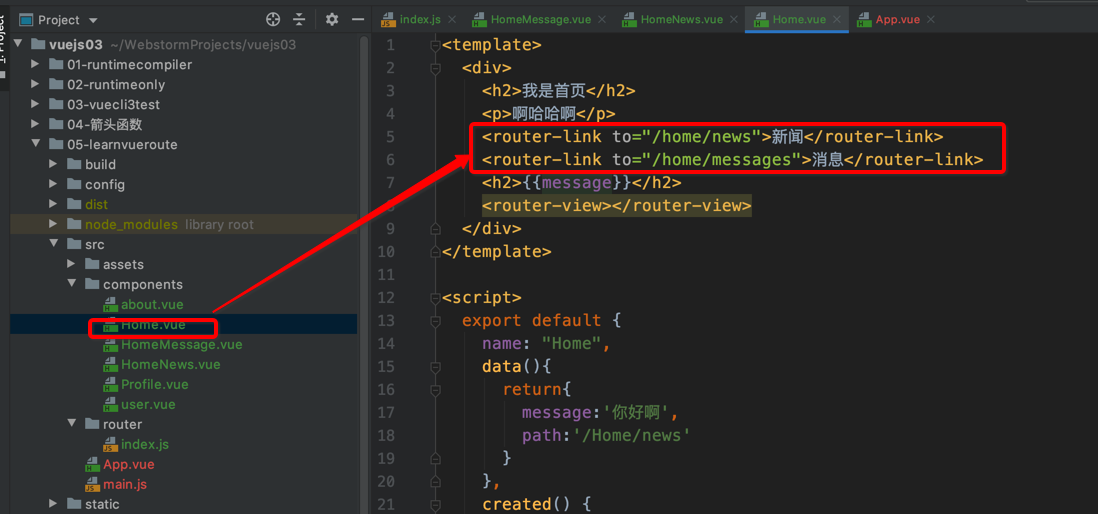 Project
index.js
HomeMessage.vue
HomeNews.vue
Home.vue
App.vue
1: Project
vuejs03 ~/WebstormProjects/vuejs03
01-runtimecompiler
02-runtimeonly
03-vuecli3test
04-箭头函数
05-learnvueroute
build
config
dist
node_modules library root
src
assets
components
about.vue
Home.vue
HomeMessage.vue
HomeNews.vue
Profile.vue
user.vue
router
index.js
App.vue
main.js
static
1 <template>
2 <div>
3 <h2>我是首页</h2>
4 <p>啊哈哈啊</p>
5 <router-link to="/home/news">新闻</router-link>
6 <router-link to="/home/messages">消息</router-link>
7 <h2>{{message}}</h2>
8 <router-view></router-view>
9 </div>
10 </template>
11
12 <script>
13 export default {
14 name: "Home",
15 data(){
16 return{
17 message:'你好啊',
18 path:'/Home/news'
19 }
20 },
21 created() {